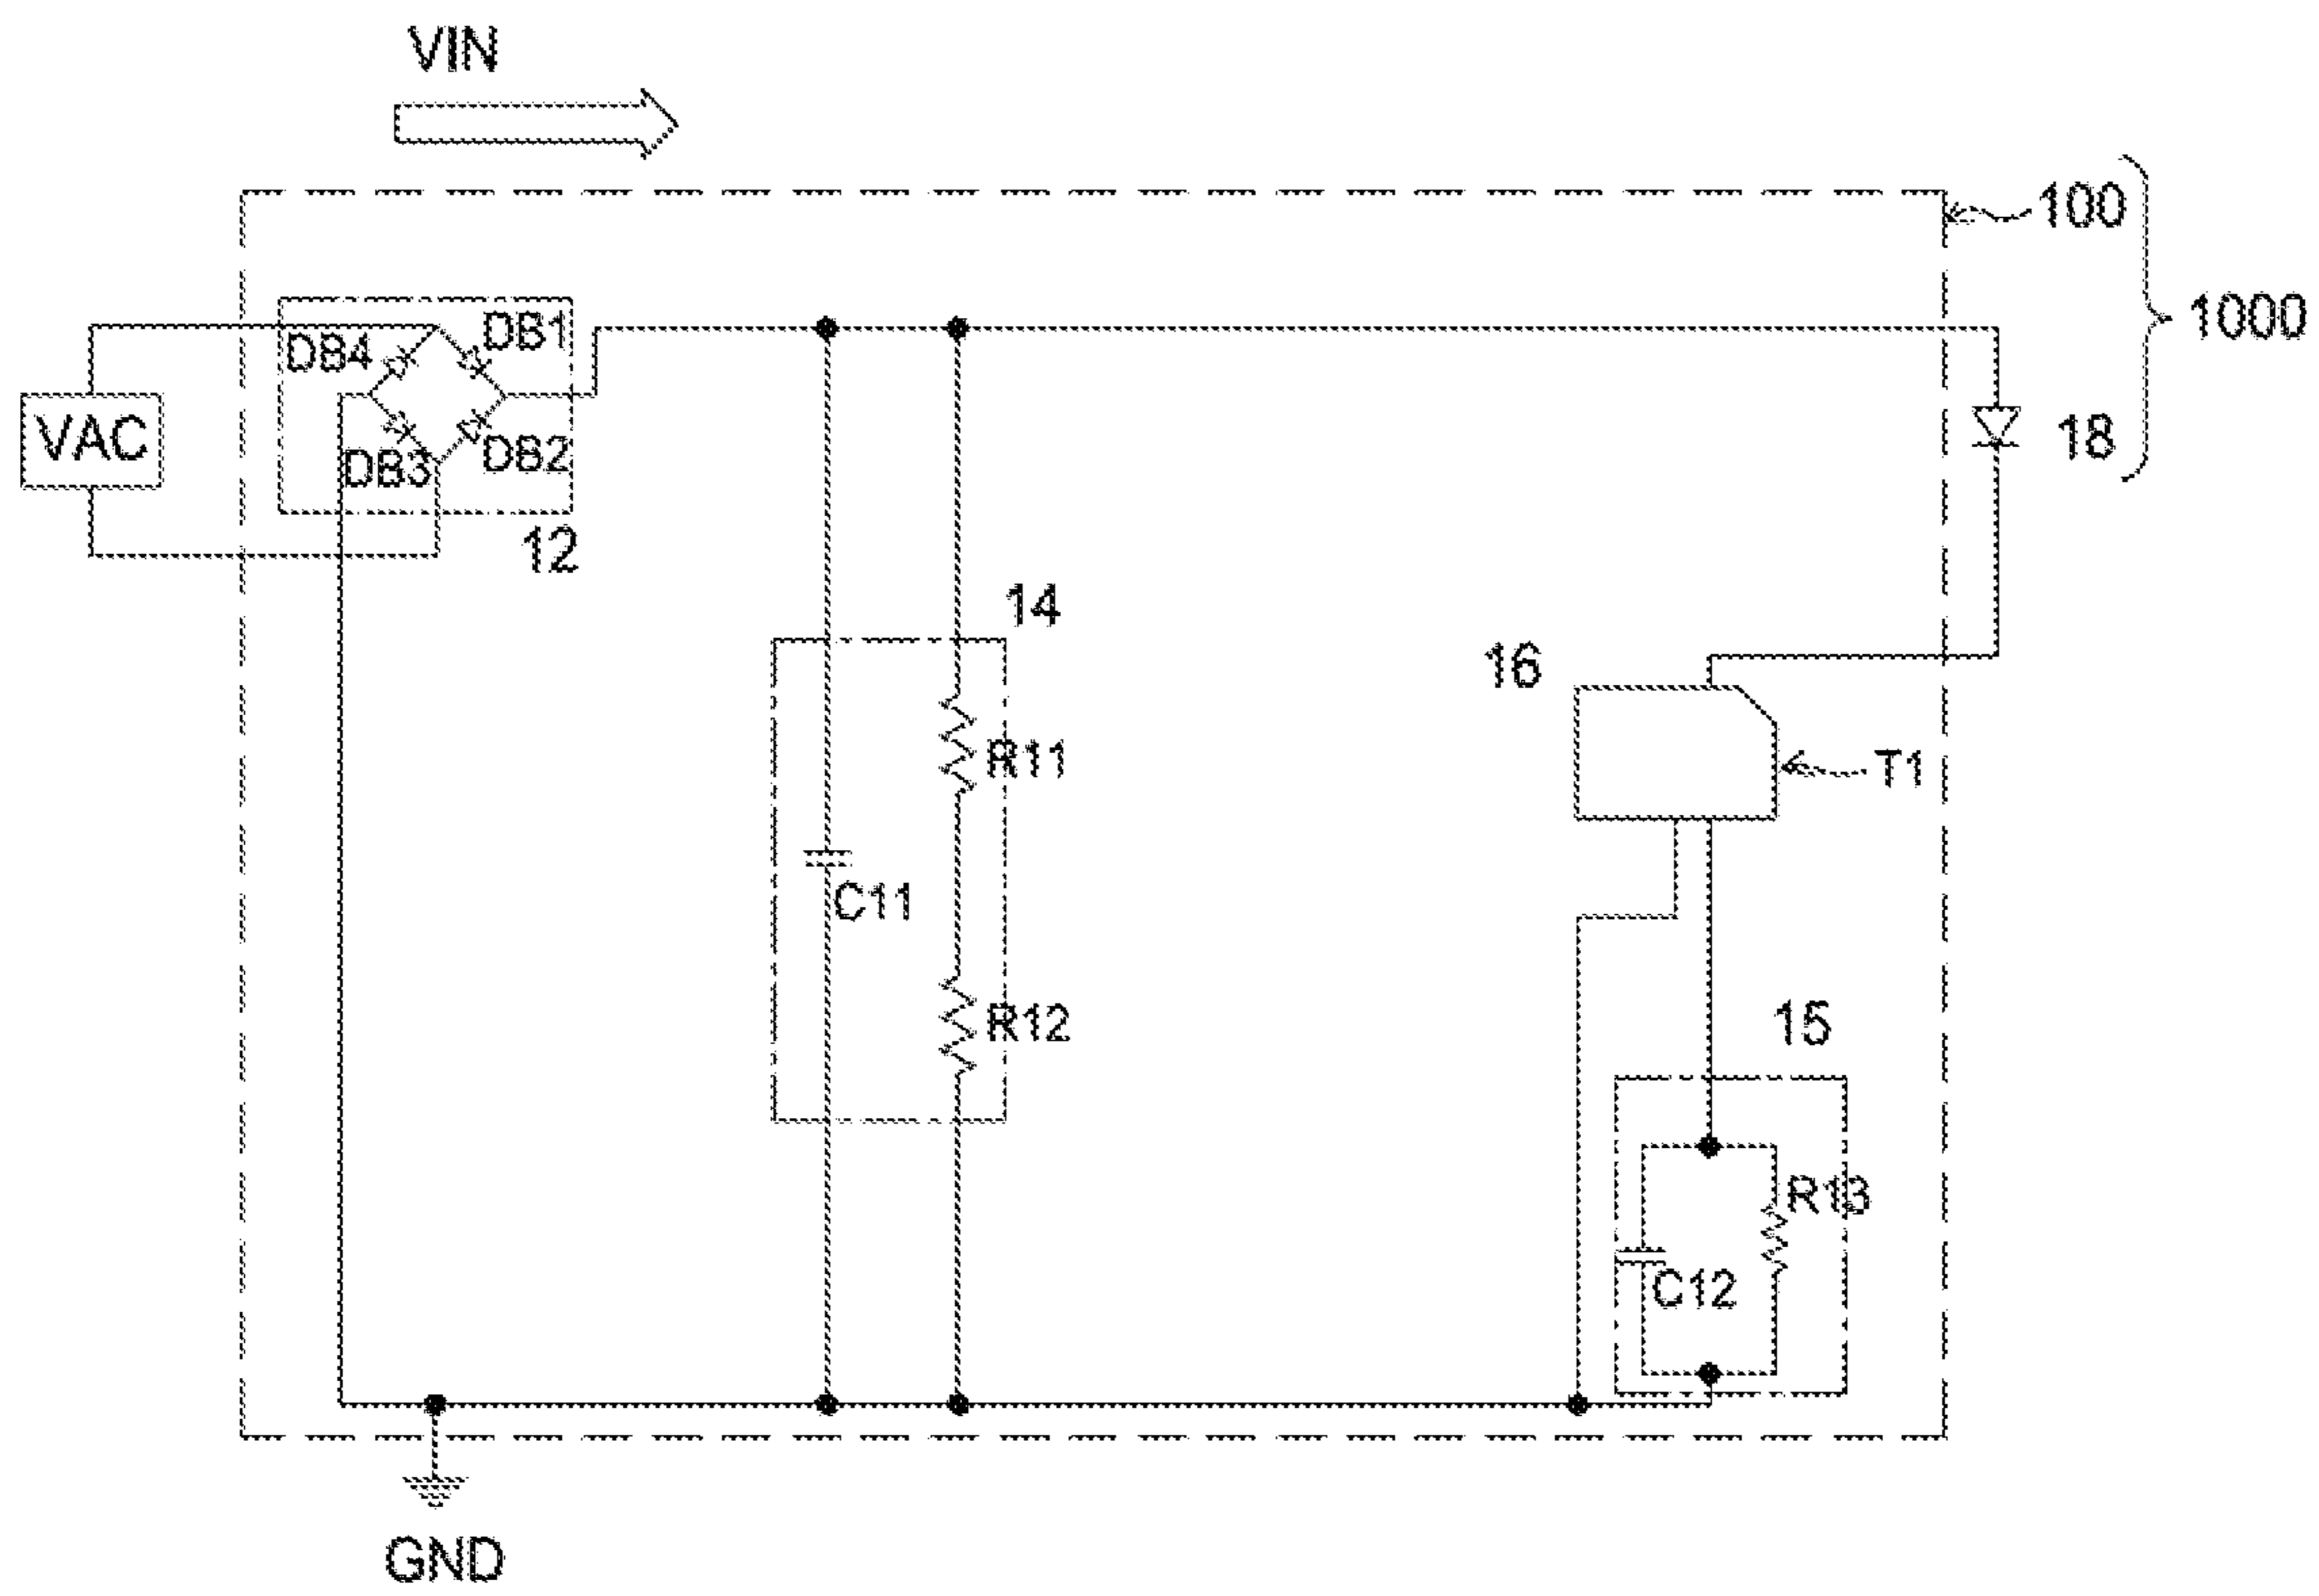 VIN
100
1000
DB1
DB4
VAC
18
DB2
DB3
12
14
16
R11
T1
C11
R12
15
R13
C12
GND